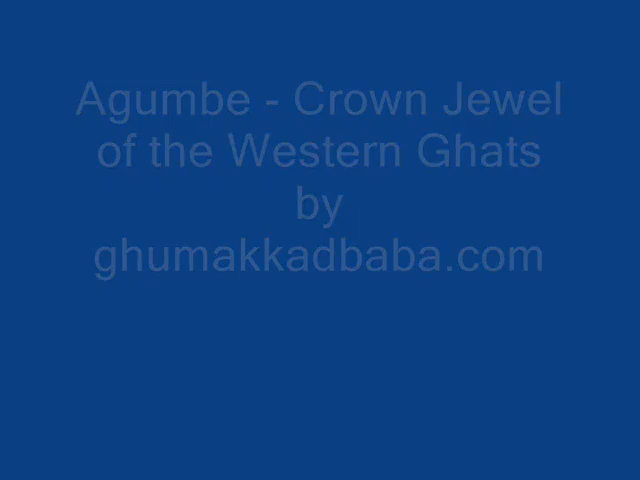 Agumbe - Crown Jewel
of the Western Ghats
by
ghumakkadbaba.com